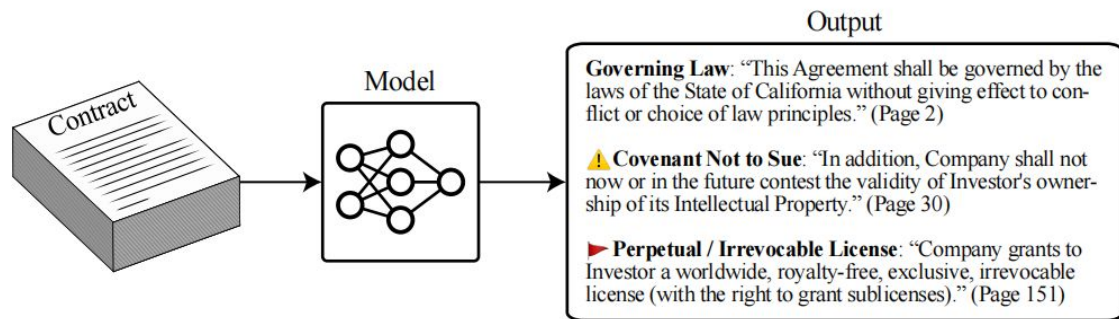 Contract
Model
Output
Governing Law: “This Agreement shall be governed by the
laws of the State of California without giving effect to con-
flict or choice of law principles.” (Page 2)
Covenant Not to Sue: “In addition, Company shall not
now or in the future contest the validity of Investor's owner-
ship of its Intellectual Property.” (Page 30)
Perpetual / Irrevocable License: “Company grants to
Investor a worldwide, royalty-free, exclusive, irrevocable
license (with the right to grant sublicenses).” (Page 151)